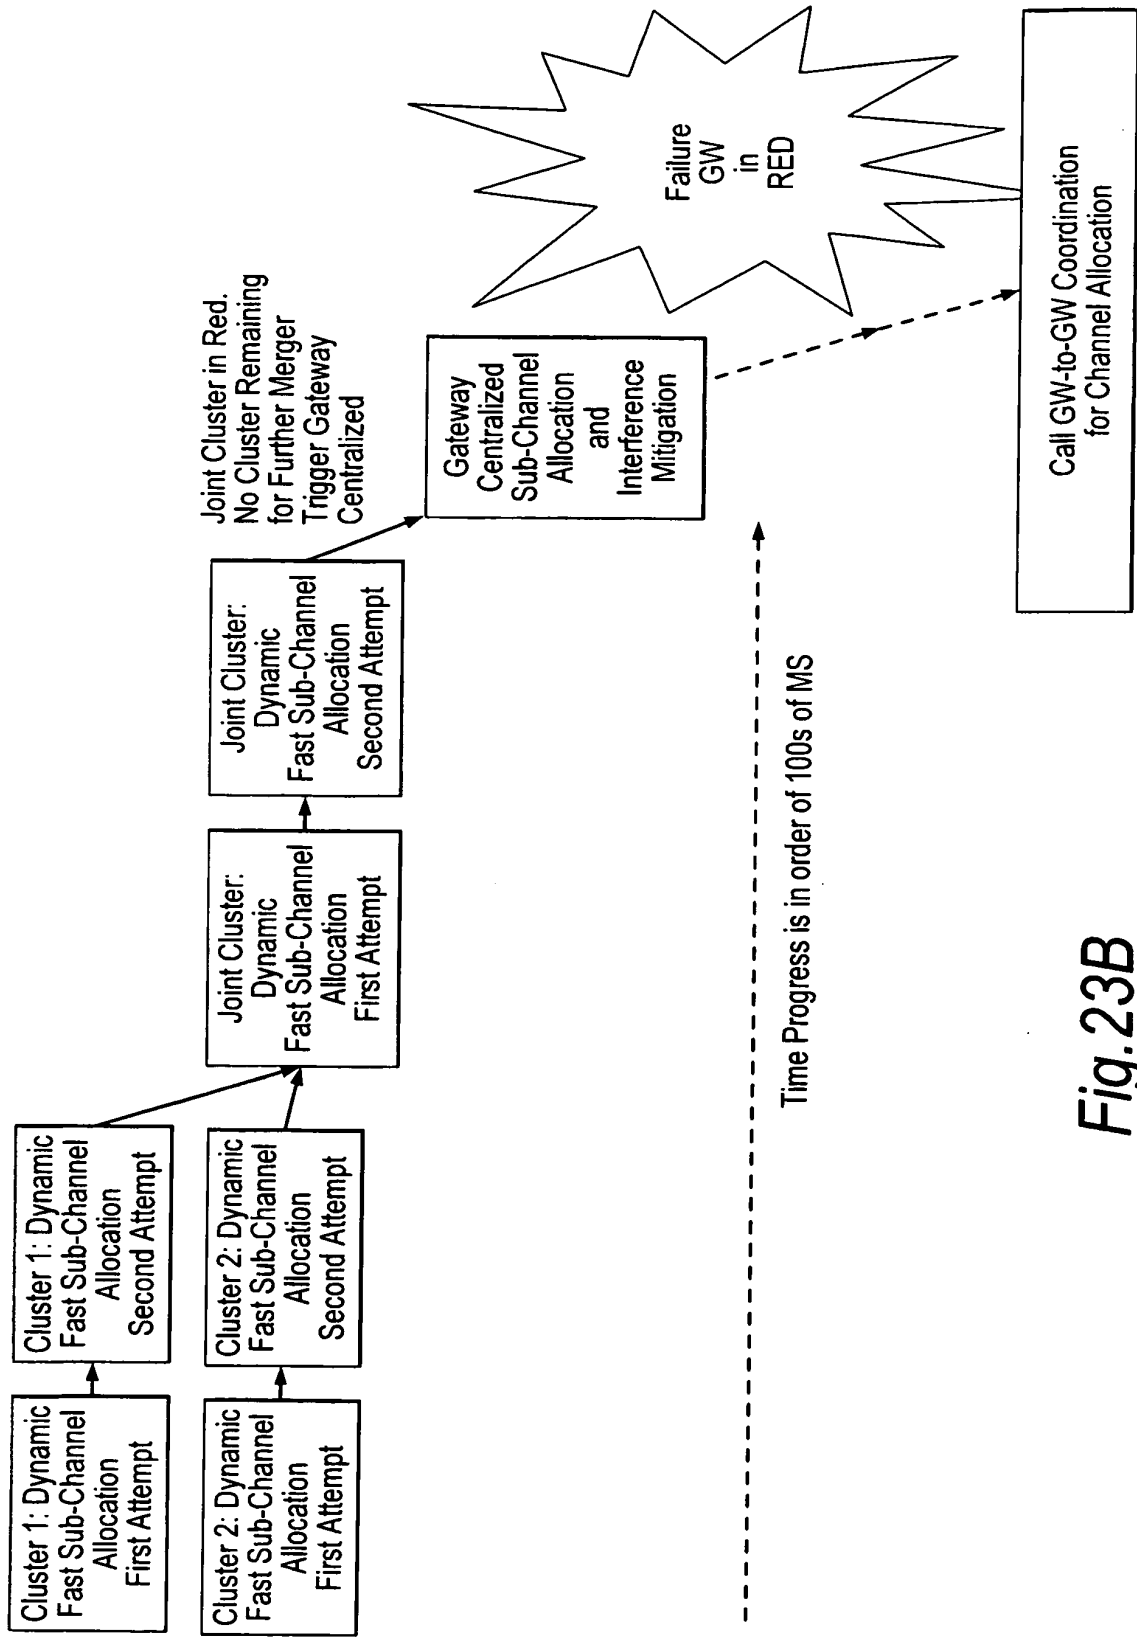 Cluster 1: Dynamic
Fast Sub-Channel
Allocation
First Attempt
Cluster 1: Dynamic
Fast Sub-Channel
Allocation
Second Attempt
Cluster 2: Dynamic
Fast Sub-Channel
Allocation
First Attempt
Cluster 2: Dynamic
Fast Sub-Channel
Allocation
Second Attempt
Joint Cluster:
Dynamic
Fast Sub-Channel
Allocation
First Attempt
Joint Cluster:
Dynamic
Fast Sub-Channel
Allocation
Second Attempt
Joint Cluster in Red.
No Cluster Remaining
for Further Merger
Trigger Gateway
Centralized
Gateway
Centralized
Sub-Channel
Allocation
and
Interference
Mitigation
Failure
GW
in
RED
Time Progress is in order of 100s of MS
Call GW-to-GW Coordination
for Channel Allocation
Fig.23B